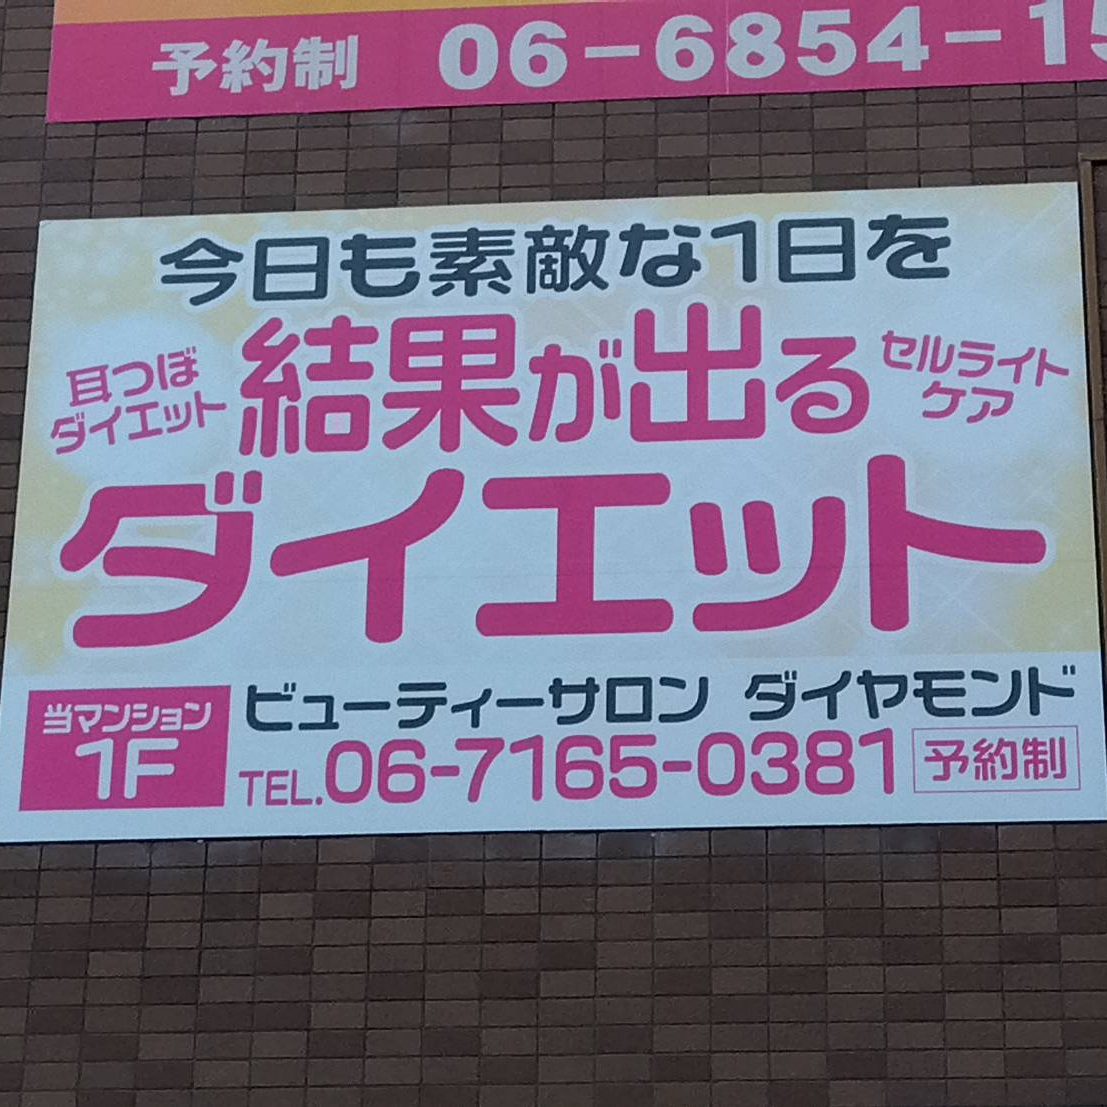 予約制 06-6854-15
今日も素敵な1日を
耳つぼ
ダイエット
結果が出る
セルライト
ケア
ダイエット
当マンション
1F
ビューティーサロン ダイヤモンド
TEL.06-7165-0381 予約制